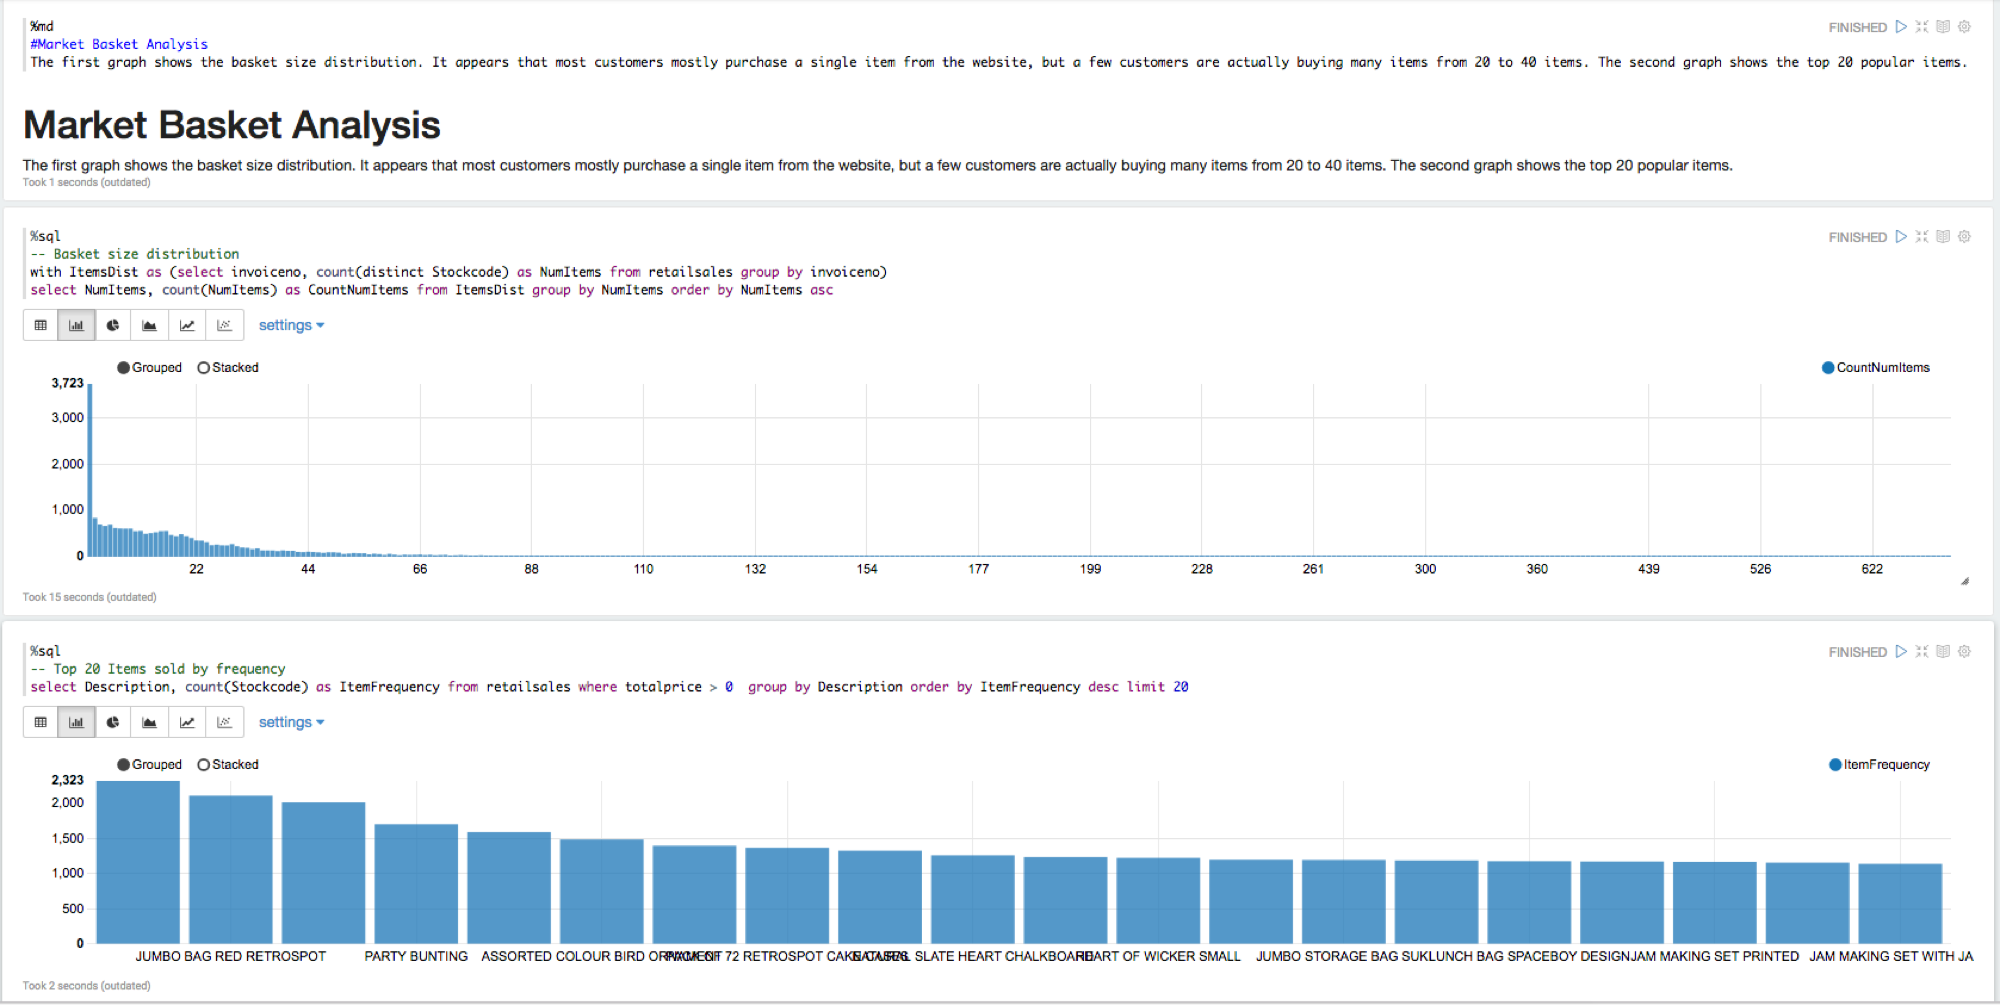 %md
FINISHED
#Market Basket Analysis
The first graph shows the basket size distribution. It appears that most customers mostly purchase a single item from the website, but a few customers are actually buying many items from 20 to 40 items. The second graph shows the top 20 popular items.
Market Basket Analysis
The first graph shows the basket size distribution. It appears that most customers mostly purchase a single item from the website, but a few customers are actually buying many items from 20 to 40 items. The second graph shows the top 20 popular items.
Took 1 seconds (outdated)
%sql
FINISHED
-- Basket size distribution
with ItemsDist as (select invoiceno, count(distinct Stockcode) as NumItems from retailsales group by invoiceno)
select NumItems, count(NumItems) as CountNumItems from ItemsDist group by NumItems order by NumItems asc
settings
Grouped Stacked CountNumItems
3,723
3,000
2,000
1,000
0
22 44 66 88 110 132 154 177 199 228 261 300 360 439 526 622
Took 15 seconds (outdated)
%sql
FINISHED
-- Top 20 Items sold by frequency
select Description, count(Stockcode) as ItemFrequency from retailsales where totalprice > 0 group by Description order by ItemFrequency desc limit 20
settings
Grouped Stacked ItemFrequency
2,323
2,000
1,500
1,000
500
0
JUMBO BAG RED RETROSPOT PARTY BUNTING ASSORTED COLOUR BIRD 72 RETROSPOT SLATE HEART OF WICKER SMALL JUMBO STORAGE BAG BAG SPACEBOY DESIGN JAM MAKING SET PRINTED JAM MAKING SET WITH JA
Took 2 seconds (outdated)